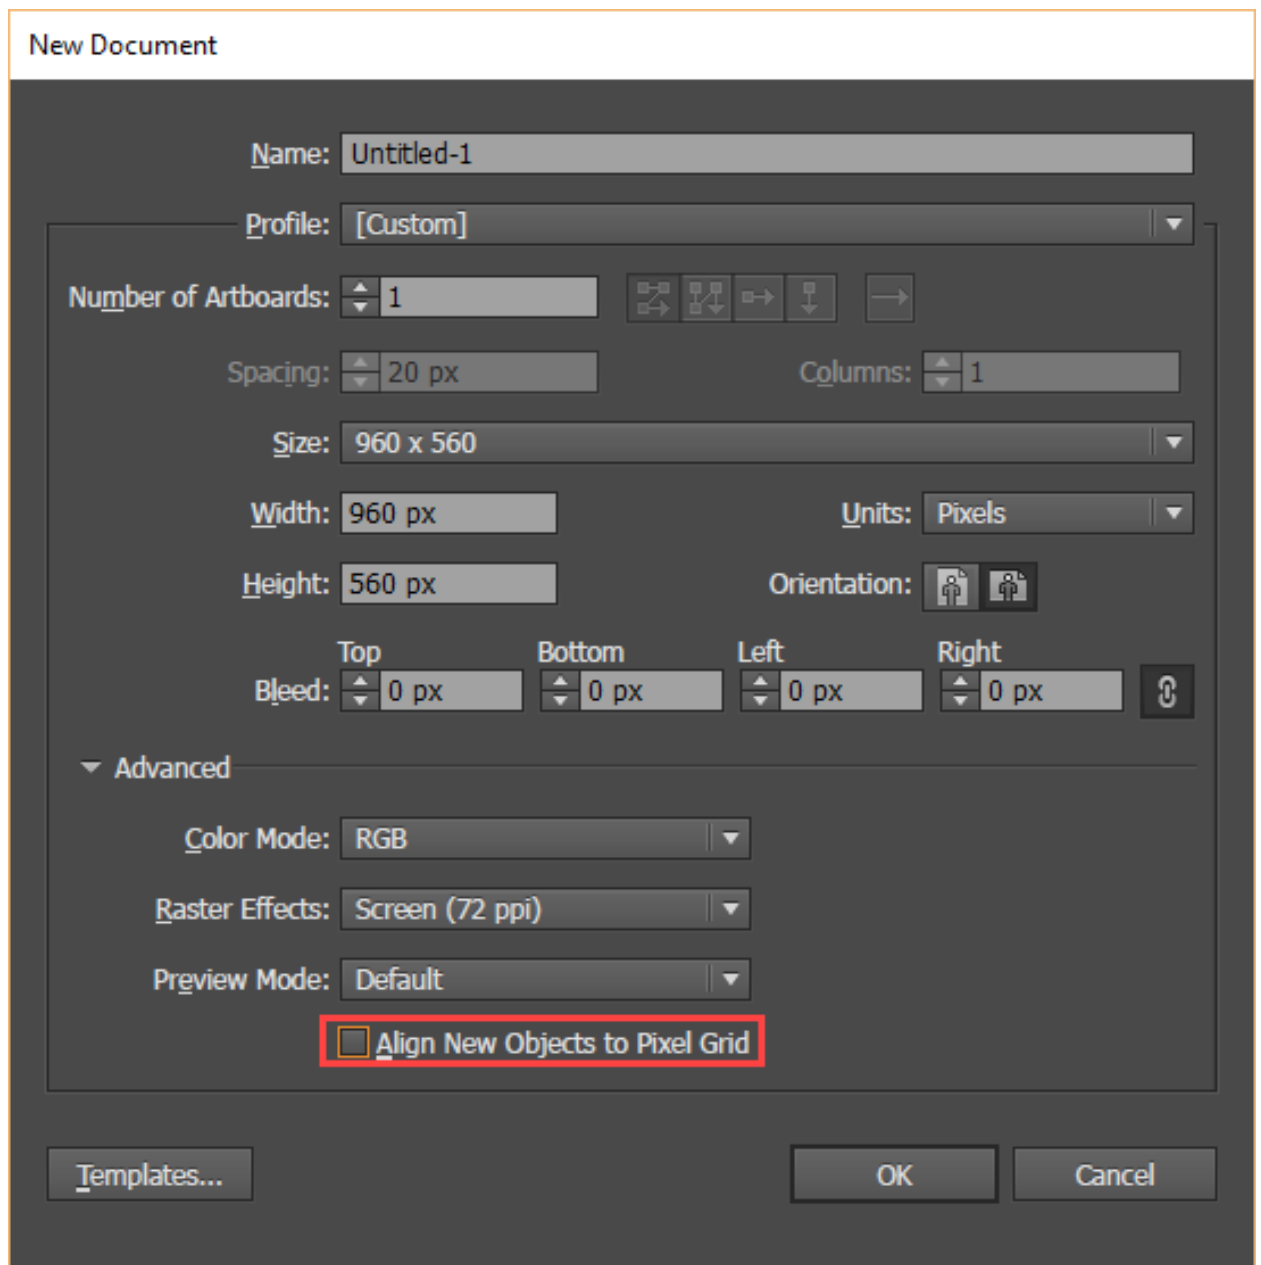 New Document
Name: Untitled-1
Profile: [Custom]
Number of Artboards: 1
Spacing: 20 px Columns: 1
Size: 960 x 560
Width: 960 px Units: Pixels
Height: 560 px Orientation:
Top Bottom Left Right
Bleed: 0 px 0 px 0 px 0 px
Advanced
Color Mode: RGB
Raster Effects: Screen (72 ppi)
Preview Mode: Default
Align New Objects to Pixel Grid
Templates... OK Cancel